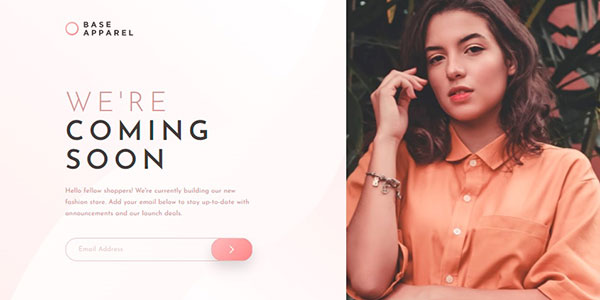 BASE
APPAREL
WE'RE
COMING
SOON
Hello fellow shoppers! We're currently building our new
fashion store. Add your email below to stay up-to-date with
announcements and our launch deals.
Email Address